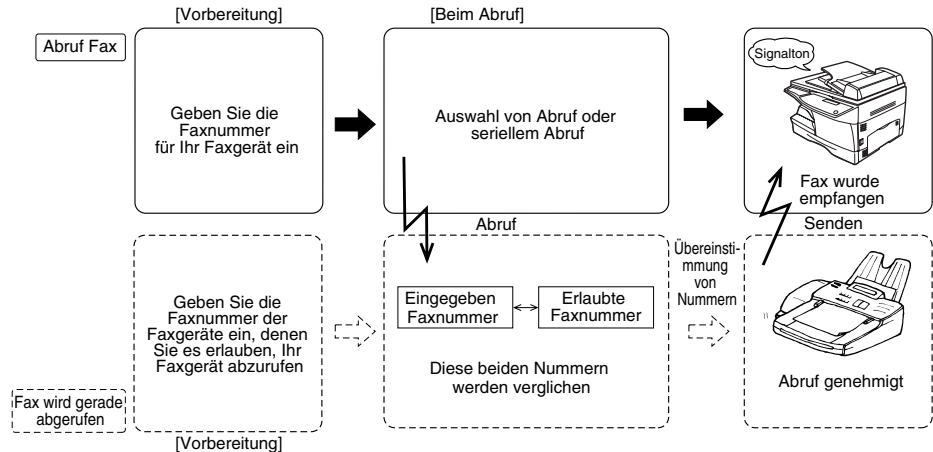 [Vorbereitung]
[Beim Abruf]
Abruf Fax
Geben Sie die
Faxnummer
für Ihr Faxgerät ein
Auswahl von Abruf oder
seriellem Abruf
Signalton
Fax wurde
empfangen
Abruf
Senden
Übereinsti-
mmung
von
Nummern
Geben Sie die
Faxnummer der
Faxgeräte ein, denen
Sie es erlauben, Ihr
Faxgerät abzurufen
Eingegeben
Faxnummer
Erlaubte
Faxnummer
Diese beiden Nummern
werden verglichen
Abruf genehmigt
Fax wird gerade
abgerufen
[Vorbereitung]